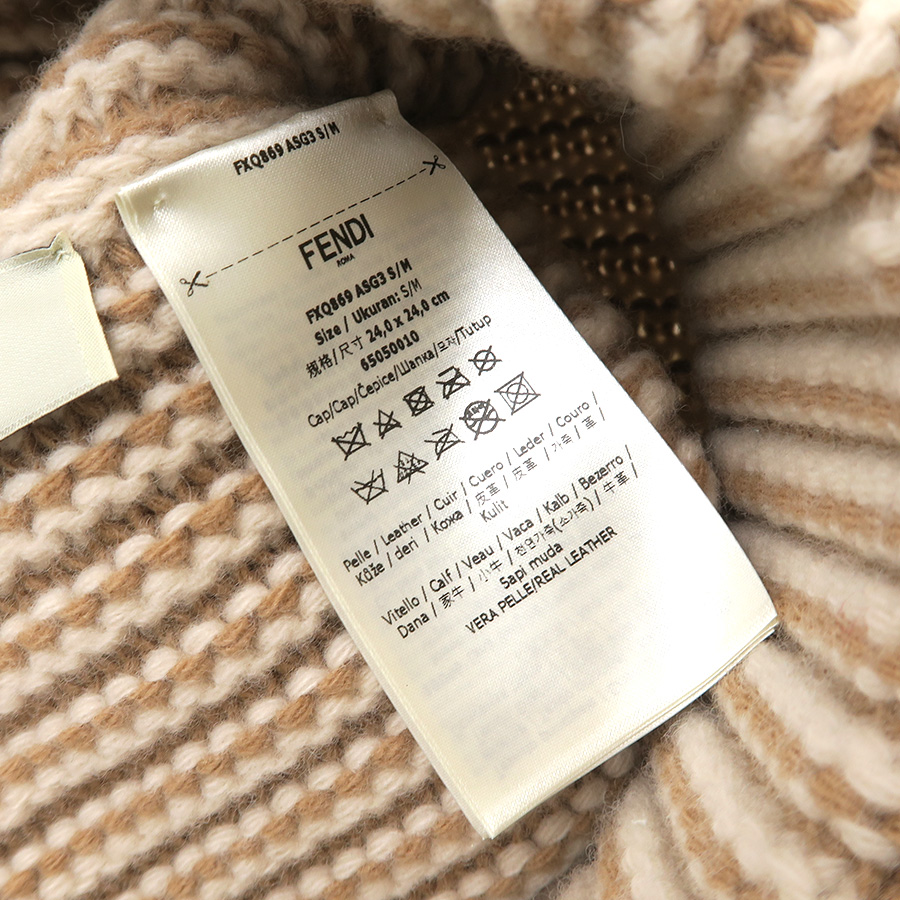 FXQ869 ASG3 S/M
FENDI
ROMA
FXQ869 ASG3 S/M
Size / Ukuran: S/M
规格/尺寸 24,0 x 24,0 cm
65050010
Cap/Cap/Čepice/Шапка/모자/Tutup
Pelle / Leather / Cuir / Cuero / Leder / Couro /
Kůže / deri / Кожа / 皮革 / 皮革 / 가죽 / 革
Kulit
Vitello / Calf / Veau / Vaca / Kalb / Bezerro /
Dana / 家牛 / 小牛 / 천연가죽(소가죽) / 牛革
Sapi muda
VERA PELLE/REAL LEATHER